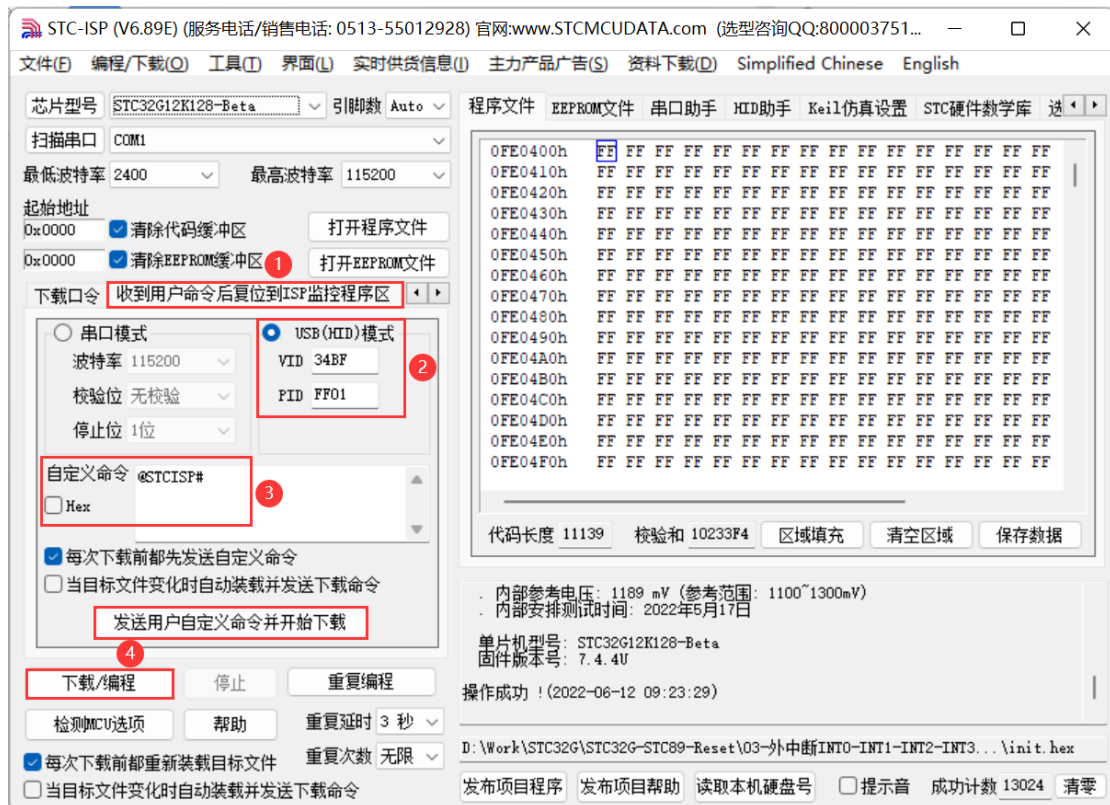 STC-ISP (V6.89E) (服务电话/销售电话: 0513-55012928) 官网:www.STCMCUDATA.com (选型咨询QQ:800003751...
文件(F) 编程/下载(O) 工具(T) 界面(L) 实时供货信息(I) 主力产品广告(S) 资料下载(D) Simplified Chinese English
芯片型号 STC32G12K128-Beta 引脚数 Auto
扫描串口 COM1
最低波特率 2400 最高波特率 115200
起始地址
0x0000 清除代码缓冲区 打开程序文件
0x0000 清除EEPROM缓冲区 打开EEPROM文件
1
下载口令 收到用户命令后复位到ISP监控程序区
串口模式 USB(HID)模式
波特率 115200 VID 34BF
2
校验位 无校验 PID FF01
停止位 1位
自定义命令 @STCISP#
Hex
3
每次下载前都先发送自定义命令
当目标文件变化时自动装载并发送下载命令
发送用户自定义命令并开始下载
4
下载/编程 停止 重复编程
检测MCU选项 帮助 重复延时 3 秒
每次下载前都重新装载目标文件 重复次数 无限
当目标文件变化时自动装载并发送下载命令
程序文件 EEPROM文件 串口助手 HID助手 Keil仿真设置 STC硬件数学库 选
0FE0400h FF FF FF FF FF FF FF FF FF FF FF FF FF FF FF FF
0FE0410h FF FF FF FF FF FF FF FF FF FF FF FF FF FF FF FF
0FE0420h FF FF FF FF FF FF FF FF FF FF FF FF FF FF FF FF
0FE0430h FF FF FF FF FF FF FF FF FF FF FF FF FF FF FF FF
0FE0440h FF FF FF FF FF FF FF FF FF FF FF FF FF FF FF FF
0FE0450h FF FF FF FF FF FF FF FF FF FF FF FF FF FF FF FF
0FE0460h FF FF FF FF FF FF FF FF FF FF FF FF FF FF FF FF
0FE0470h FF FF FF FF FF FF FF FF FF FF FF FF FF FF FF FF
0FE0480h FF FF FF FF FF FF FF FF FF FF FF FF FF FF FF FF
0FE0490h FF FF FF FF FF FF FF FF FF FF FF FF FF FF FF FF
0FE04A0h FF FF FF FF FF FF FF FF FF FF FF FF FF FF FF FF
0FE04B0h FF FF FF FF FF FF FF FF FF FF FF FF FF FF FF FF
0FE04C0h FF FF FF FF FF FF FF FF FF FF FF FF FF FF FF FF
0FE04D0h FF FF FF FF FF FF FF FF FF FF FF FF FF FF FF FF
0FE04E0h FF FF FF FF FF FF FF FF FF FF FF FF FF FF FF FF
0FE04F0h FF FF FF FF FF FF FF FF FF FF FF FF FF FF FF FF
代码长度 11139 校验和 10233F4 区域填充 清空区域 保存数据
. 内部参考电压: 1189 mV (参考范围: 1100~1300mV)
. 内部安排测试时间: 2022年5月17日
单片机型号: STC32G12K128-Beta
固件版本号: 7.4.4U
操作成功 !(2022-06-12 09:23:29)
D:\Work\STC32G\STC32G-STC89-Reset\03-外中断INT0-INT1-INT2-INT3...\init.hex
发布项目程序 发布项目帮助 读取本机硬盘号 提示音 成功计数 13024 清零